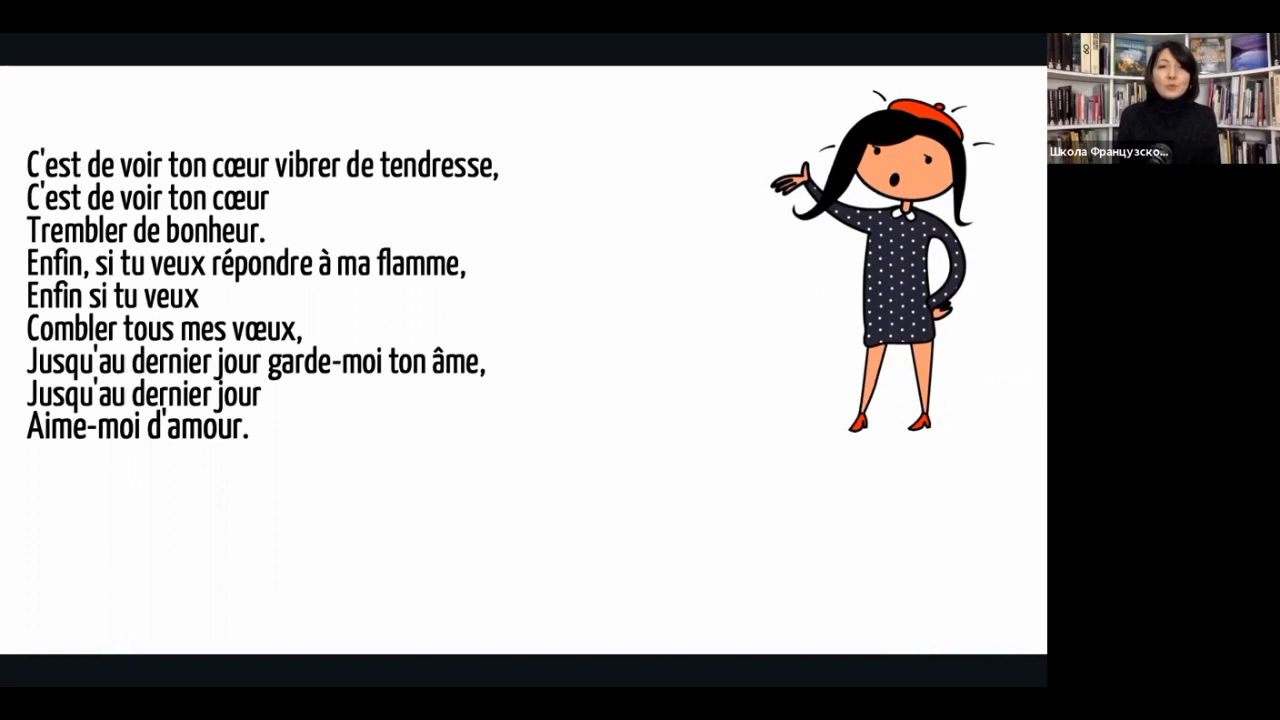 C'est de voir ton cœur vibrer de tendresse,
C'est de voir ton cœur
Trembler de bonheur.
Enfin, si tu veux répondre à ma flamme,
Enfin si tu veux
Combler tous mes vœux,
Jusqu'au dernier jour garde-moi ton âme,
Jusqu'au dernier jour
Aime-moi d'amour.
Школа Французско...